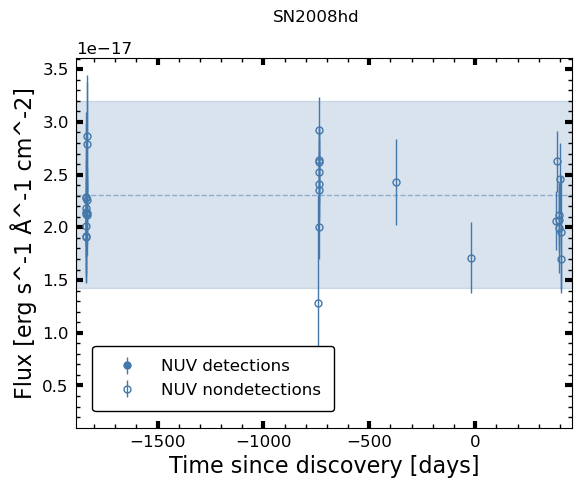 SN2008hd
1e−17
3.5
3.0
2.5
2.0
1.5
1.0
0.5
Flux [erg s^-1 Å^-1 cm^-2]
NUV detections
NUV nondetections
−1500
−1000
−500
0
Time since discovery [days]